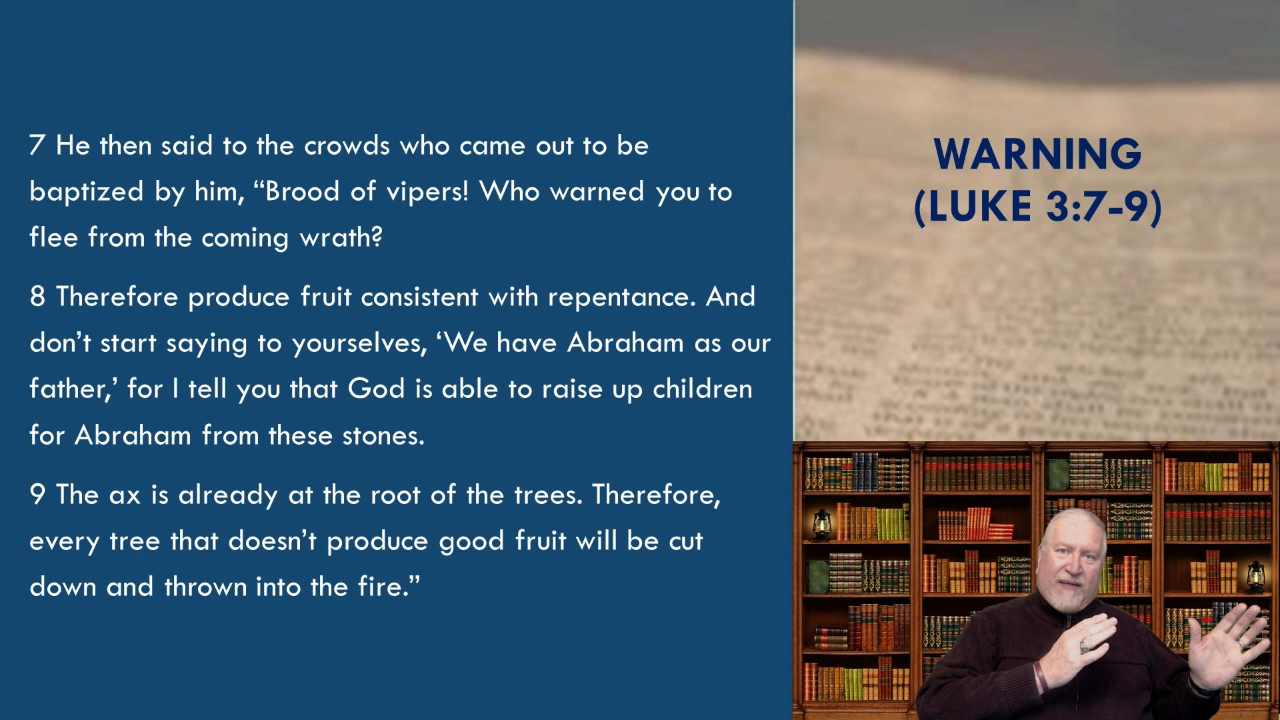 7 He then said to the crowds who came out to be
baptized by him, “Brood of vipers! Who warned you to
flee from the coming wrath?
8 Therefore produce fruit consistent with repentance. And
don’t start saying to yourselves, ‘We have Abraham as our
father,’ for I tell you that God is able to raise up children
for Abraham from these stones.
9 The ax is already at the root of the trees. Therefore,
every tree that doesn’t produce good fruit will be cut
down and thrown into the fire.”
WARNING
(LUKE 3:7-9)